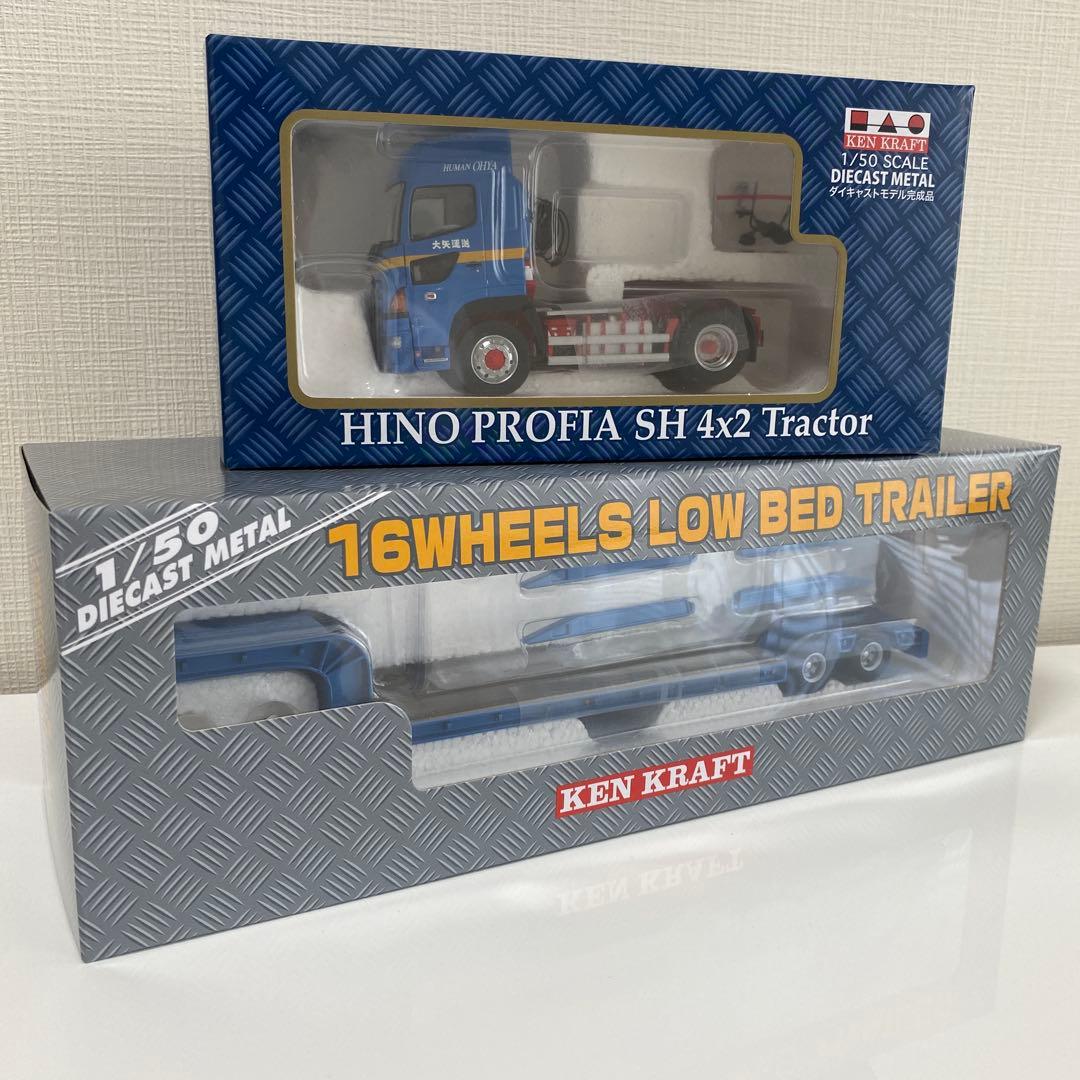 KEN KRAFT
1/50 SCALE
DIECAST METAL
ダイキャストモデル完成品
HUMAN OHYA
大矢運送
HINO PROFIA SH 4x2 Tractor
1/50
DIECAST METAL
16WHEELS LOW BED TRAILER
KEN KRAFT